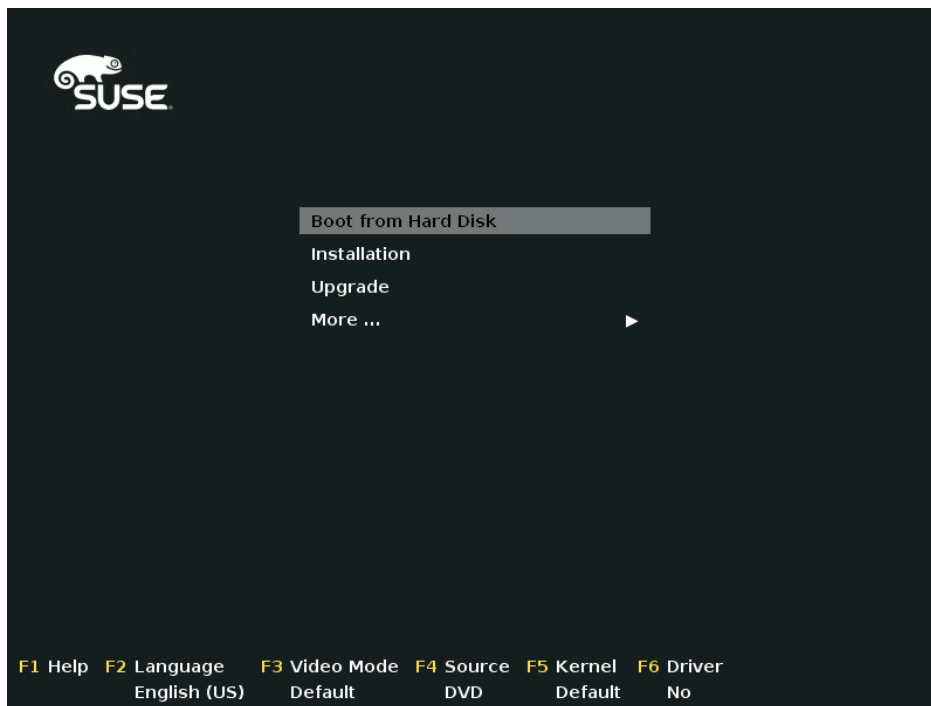 SUSE.
Boot from Hard Disk
Installation
Upgrade
More ...
F1 Help F2 Language F3 Video Mode F4 Source F5 Kernel F6 Driver
English (US) Default DVD Default No